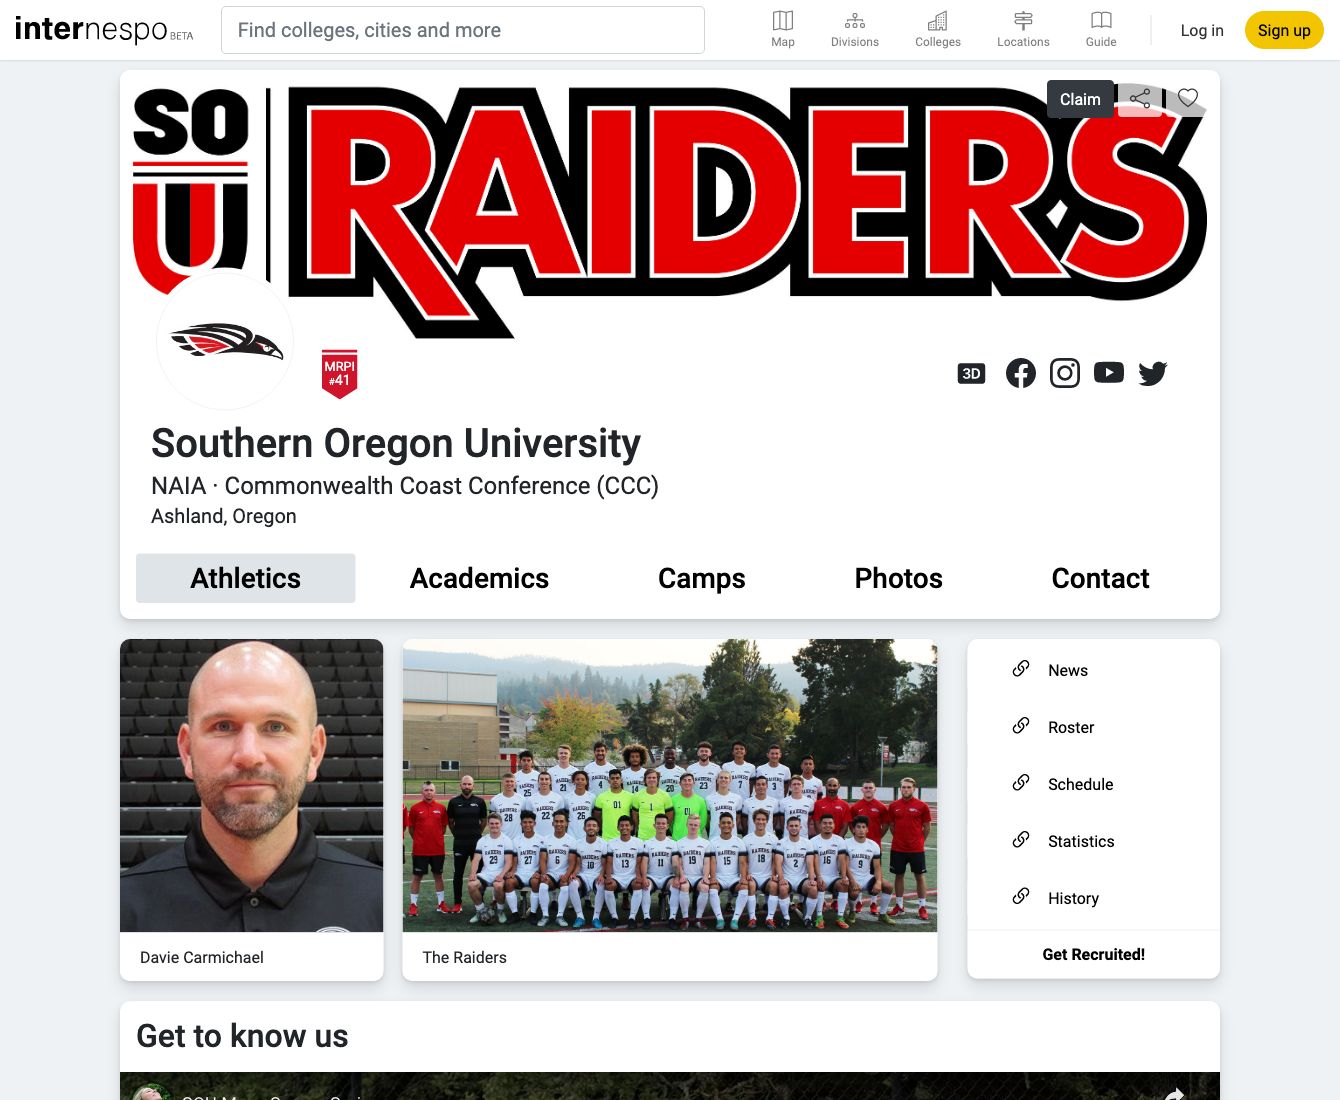 internespo BETA
Find colleges, cities and more
Map
Divisions
Colleges
Locations
Guide
Log in
Sign up
SO
U
RAIDERS
Claim
MRPI
#41
3D
Southern Oregon University
NAIA · Commonwealth Coast Conference (CCC)
Ashland, Oregon
Athletics
Academics
Camps
Photos
Contact
Davie Carmichael
The Raiders
News
Roster
Schedule
Statistics
History
Get Recruited!
Get to know us